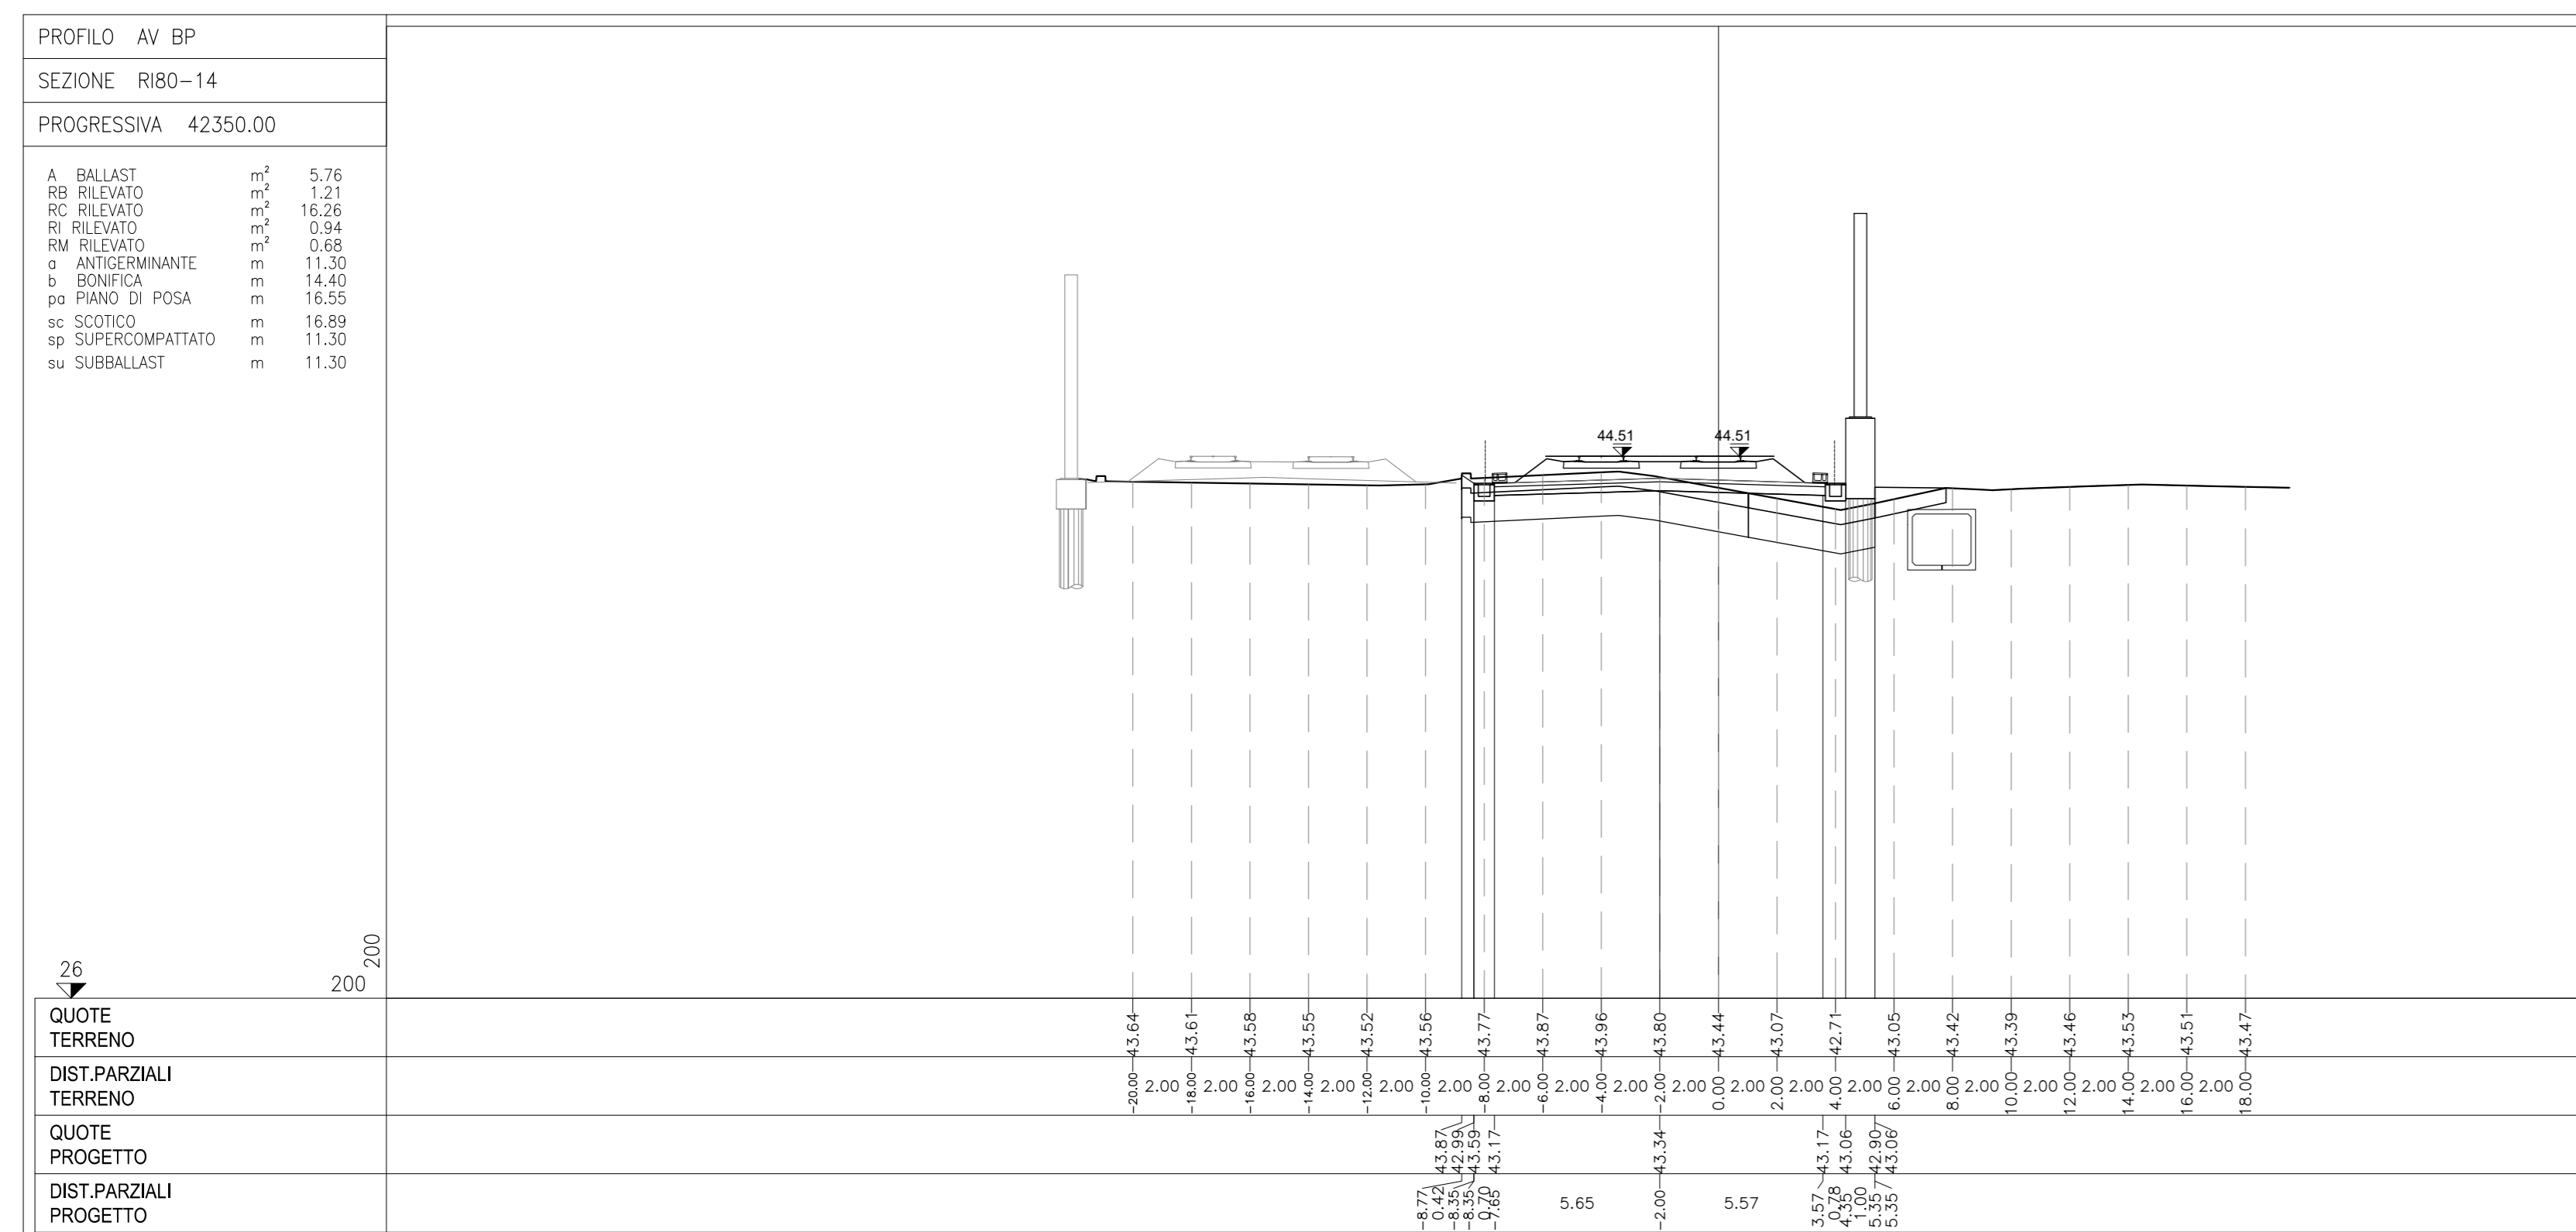 PROFILO AV BP
SEZIONE RI80-14
PROGRESSIVA 42350.00
A BALLAST m² 5.76
RB RILEVATO m² 1.21
RC RILEVATO m² 16.26
RI RILEVATO m² 0.94
RM RILEVATO m² 0.68
a ANTIGERMINANTE m 11.30
b BONIFICA m 14.40
pa PIANO DI POSA m 16.55
sc SCOTICO m 16.89
sp SUPERCOMPATTATO m 11.30
su SUBBALLAST m 11.30
44.51 44.51
200
26 200
QUOTE
TERRENO
43.64 43.61 43.58 43.55 43.52 43.56 43.77 43.87 43.96 43.80 43.44 43.07 42.71 43.05 43.42 43.39 43.46 43.53 43.51 43.47
DIST.PARZIALI
TERRENO
-20.00 2.00 -18.00 2.00 -16.00 2.00 -14.00 2.00 -12.00 2.00 -10.00 2.00 -8.00 2.00 -6.00 2.00 -4.00 2.00 -2.00 2.00 0.00 2.00 2.00 2.00 4.00 2.00 6.00 2.00 8.00 2.00 10.00 2.00 12.00 2.00 14.00 2.00 16.00 2.00 18.00
QUOTE
PROGETTO
43.87 42.99 43.59 43.17 43.34 43.17 43.06 42.90 43.06
DIST.PARZIALI
PROGETTO
-8.77 0.42 -8.35 -8.35 0.70 -7.65 5.65 -2.00 5.57 3.57 0.78 4.35 1.00 5.35 5.35